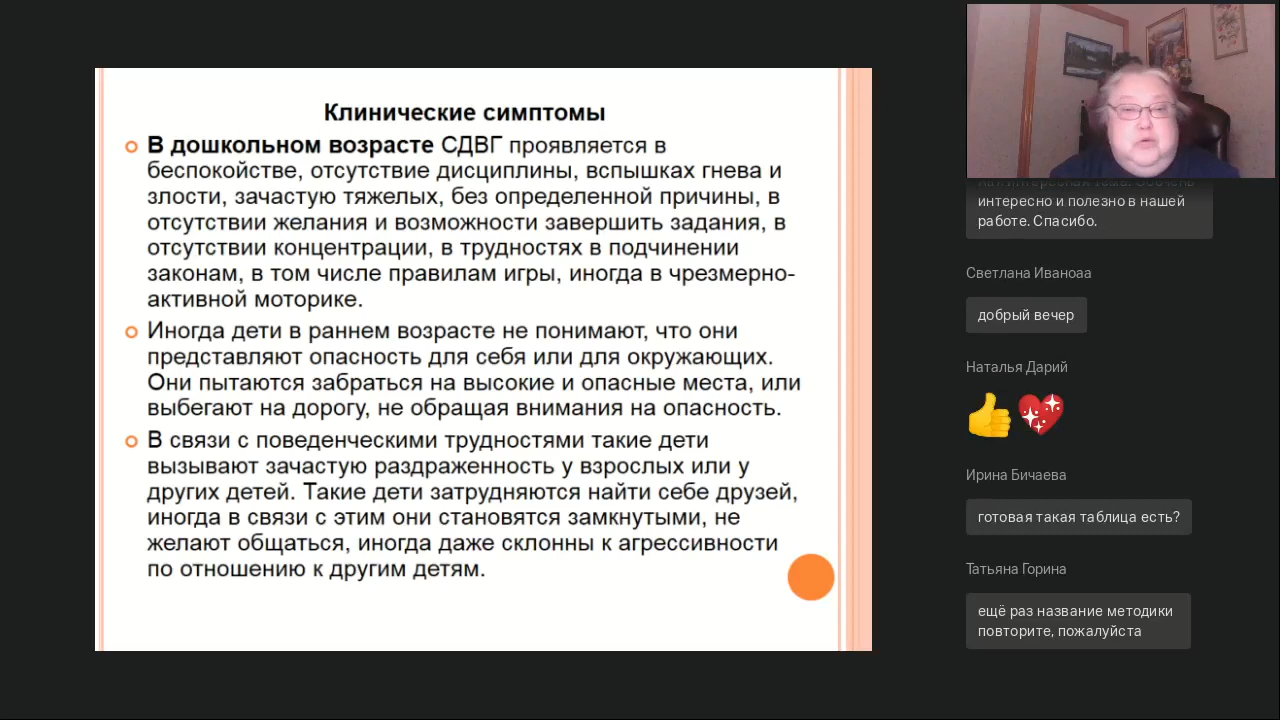 Клинические симптомы
В дошкольном возрасте СДВГ проявляется в
беспокойстве, отсутствие дисциплины, вспышках гнева и
злости, зачастую тяжелых, без определенной причины, в
отсутствии желания и возможности завершить задания, в
отсутствии концентрации, в трудностях в подчинении
законам, в том числе правилам игры, иногда в чрезмерно-
активной моторике.
Иногда дети в раннем возрасте не понимают, что они
представляют опасность для себя или для окружающих.
Они пытаются забраться на высокие и опасные места, или
выбегают на дорогу, не обращая внимания на опасность.
В связи с поведенческими трудностями такие дети
вызывают зачастую раздраженность у взрослых или у
других детей. Такие дети затрудняются найти себе друзей,
иногда в связи с этим они становятся замкнутыми, не
желают общаться, иногда даже склонны к агрессивности
по отношению к другим детям.
интересно и полезно в нашей
работе. Спасибо.
Светлана Иваноаа
добрый вечер
Наталья Дарий
Ирина Бичаева
готовая такая таблица есть?
Татьяна Горина
ещё раз название методики
повторите, пожалуйста